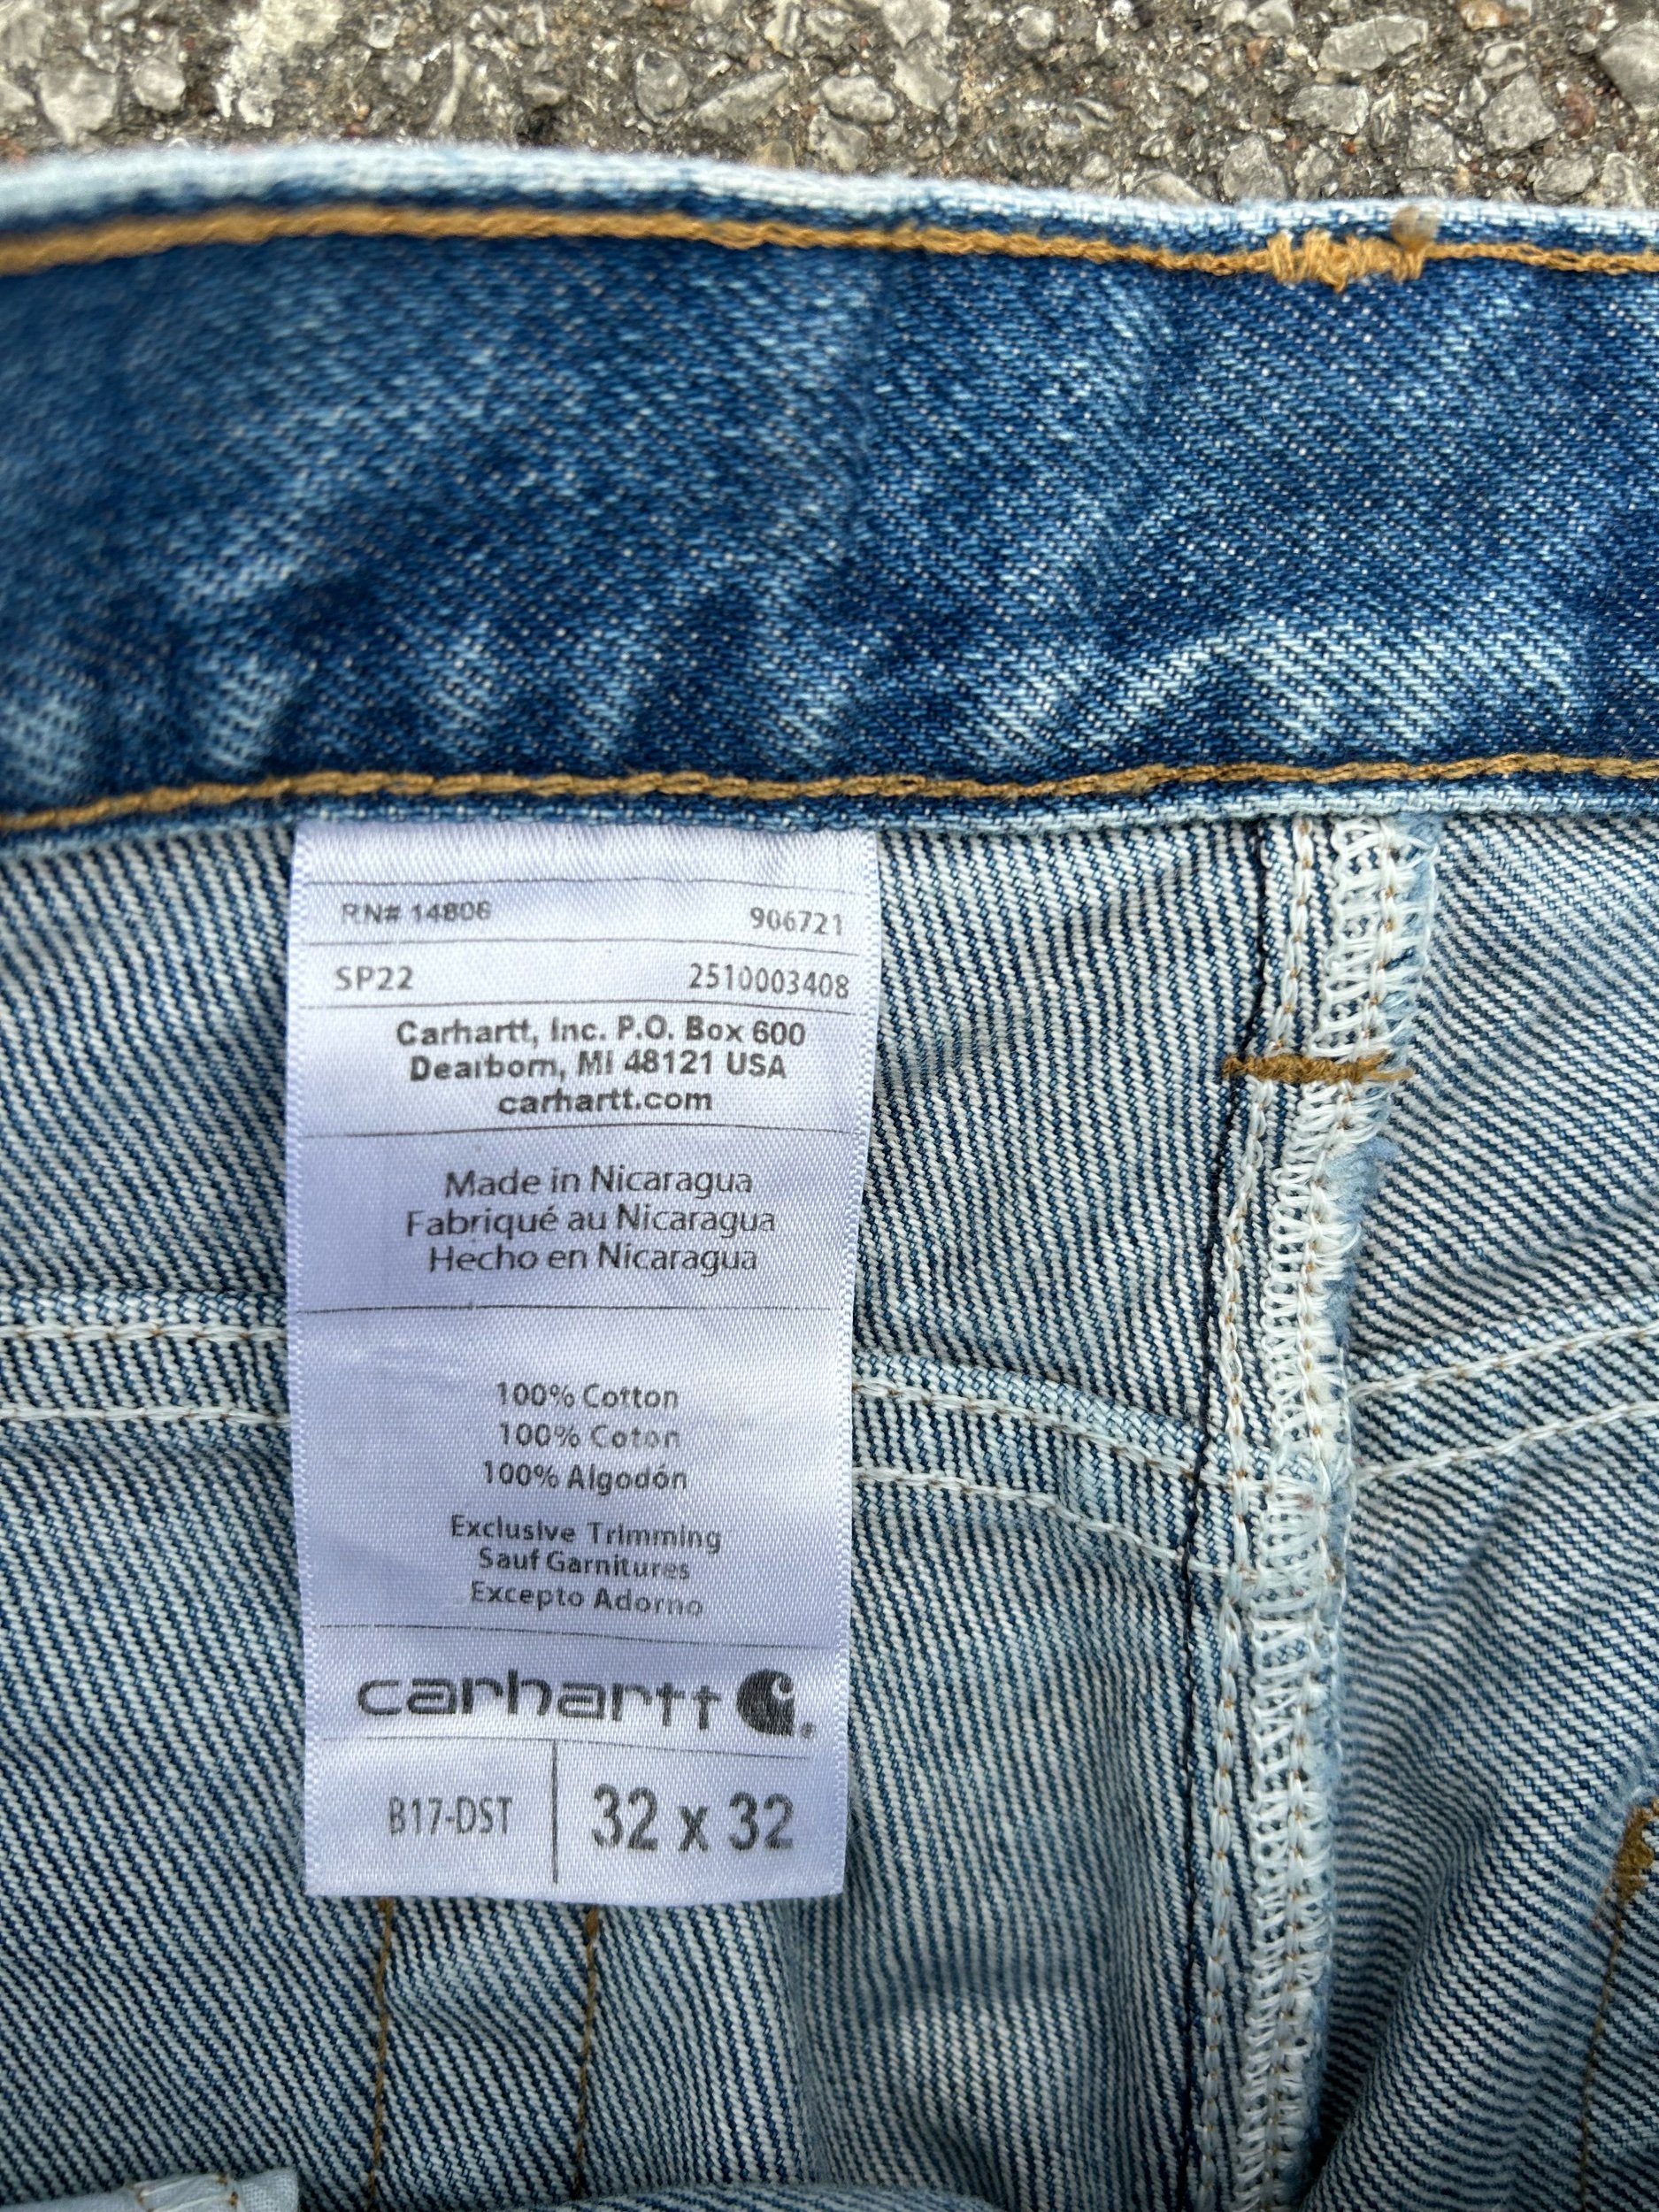 RN# 14806 906721
SP22 2510003408
Carhartt, Inc. P.O. Box 600
Dearborn, MI 48121 USA
carhartt.com
Made in Nicaragua
Fabriqué au Nicaragua
Hecho en Nicaragua
100% Cotton
100% Coton
100% Algodón
Exclusive Trimming
Sauf Garnitures
Excepto Adorno
carhartt
B17-DST 32 x 32